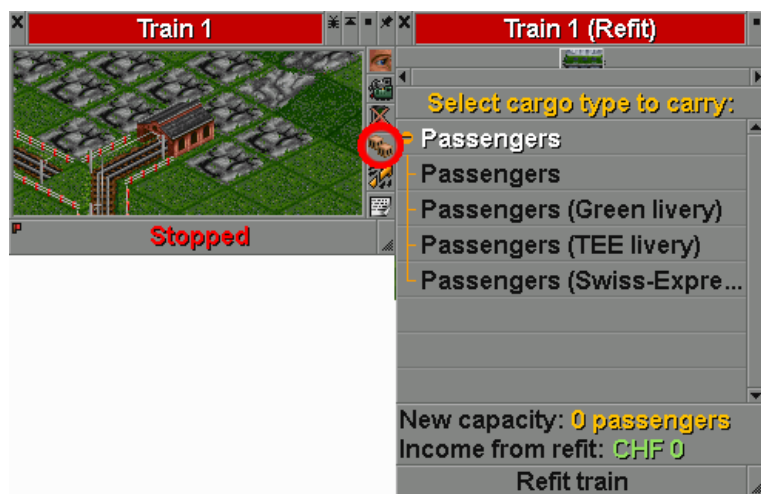 Train 1
Stopped
Train 1 (Refit)
Select cargo type to carry:
Passengers
Passengers
Passengers (Green livery)
Passengers (TEE livery)
Passengers (Swiss-Expre...
New capacity: 0 passengers
Income from refit: CHF 0
Refit train